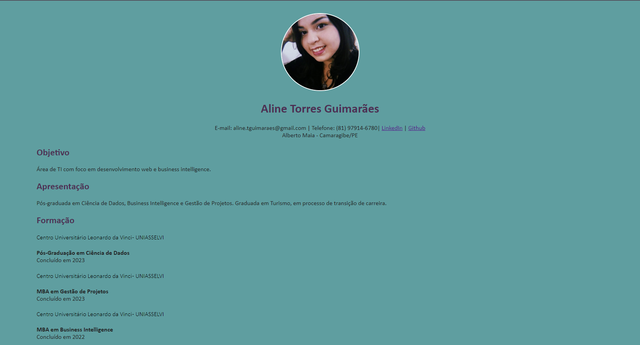 Aline Torres Guimarães
E-mail: aline.tguimaraes@gmail.com | Telefone: (81) 97914-6780| LinkedIn | Github
Alberto Maia - Camaragibe/PE
Objetivo
Área de TI com foco em desenvolvimento web e business intelligence.
Apresentação
Pós-graduada em Ciência de Dados, Business Intelligence e Gestão de Projetos. Graduada em Turismo, em processo de transição de carreira.
Formação
Centro Universitário Leonardo da Vinci - UNIASSELVI
Pós-Graduação em Ciência de Dados
Concluído em 2023
Centro Universitário Leonardo da Vinci - UNIASSELVI
MBA em Gestão de Projetos
Concluído em 2023
Centro Universitário Leonardo da Vinci - UNIASSELVI
MBA em Business Intelligence
Concluído em 2022